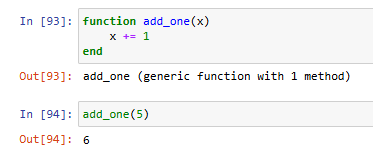 In [93]: function add_one(x)
    x += 1
end
Out[93]: add_one (generic function with 1 method)
In [94]: add_one(5)
Out[94]: 6